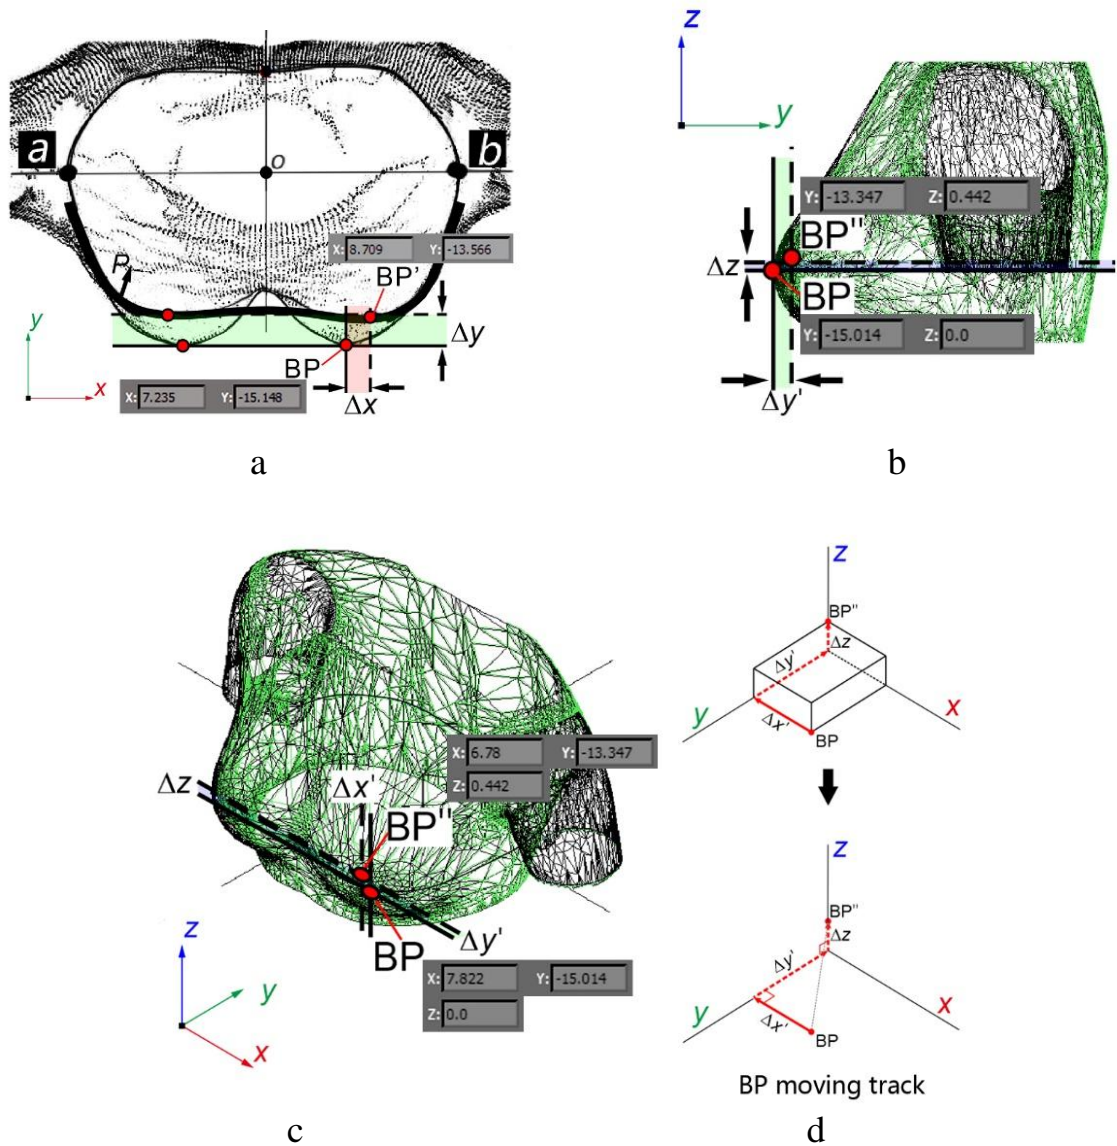 a
b
o
X: 8.709 Y: -13.566
R
BP'
y
Δy
BP
x
X: 7.235 Y: -15.148
Δx
a
z
y
Y: -13.347 Z: 0.442
BP"
Δz
BP
Y: -15.014 Z: 0.0
Δy'
b
X: 6.78 Y: -13.347
Z: 0.442
Δz
Δx'
BP"
Δy'
BP
X: 7.822 Y: -15.014
Z: 0.0
z
y
x
c
z
BP"
Δz
Δy'
y
x
Δx'
BP
z
BP"
Δz
Δy'
y
x
Δx'
BP
BP moving track
d